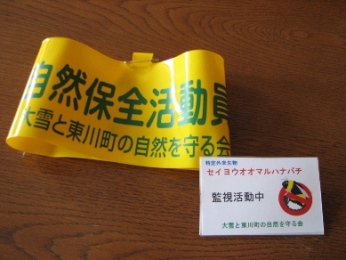 自然保全活動員
大雪と東川町の自然を守る会
特定外来生物
セイヨウオオマルハナバチ
監視活動中
大雪と東川町の自然を守る会